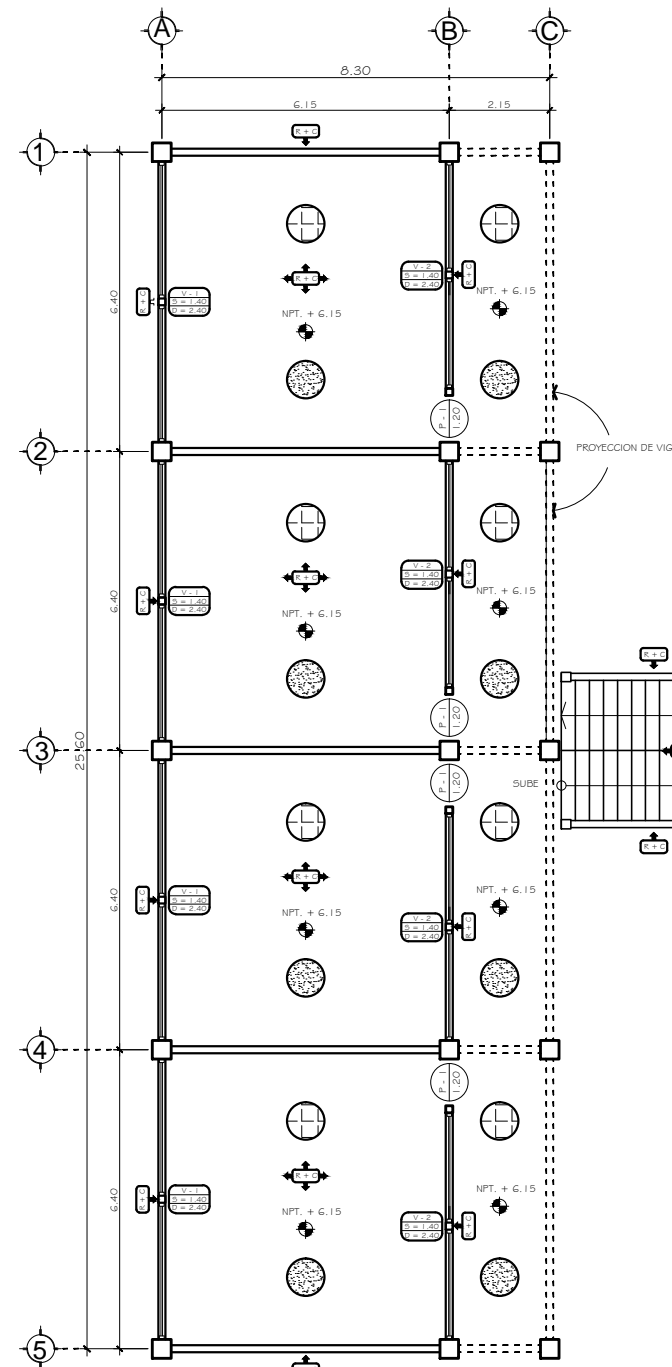 A B C
8.30
6.15 2.15
R + C
1
V - 1
S = 1.40
D = 2.40
R + C
R + C
V - 2
S = 1.40
D = 2.40
R + C
6.40
NPT. + 6.15
NPT. + 6.15
P - 1
1.20
2
PROYECCION DE VIG
V - 1
S = 1.40
D = 2.40
R + C
R + C
V - 2
S = 1.40
D = 2.40
R + C
6.40
NPT. + 6.15
NPT. + 6.15
R + C
P - 1
1.20
3
25.60
P - 1
1.20
SUBE
R + C
V - 1
S = 1.40
D = 2.40
R + C
R + C
V - 2
S = 1.40
D = 2.40
R + C
6.40
NPT. + 6.15
NPT. + 6.15
4
P - 1
1.20
V - 1
S = 1.40
D = 2.40
R + C
R + C
V - 2
S = 1.40
D = 2.40
R + C
6.40
NPT. + 6.15
NPT. + 6.15
5